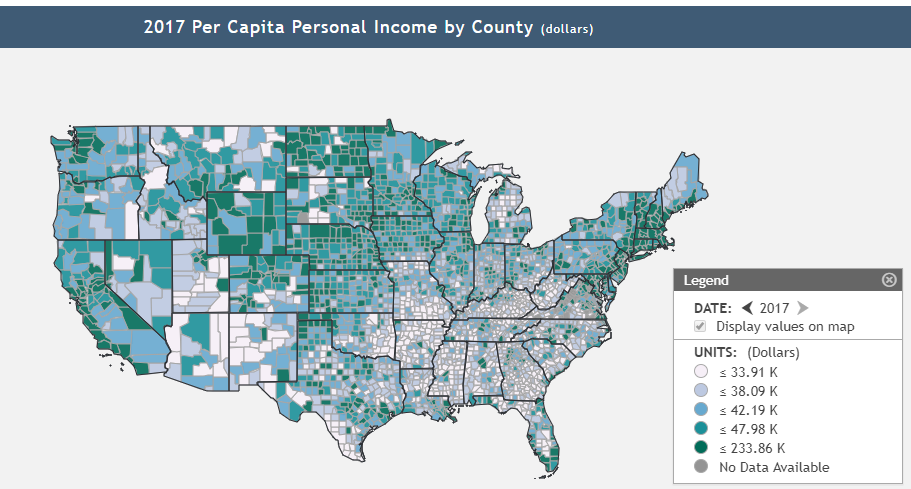 2017 Per Capita Personal Income by County (dollars)
Legend
DATE: 2017
Display values on map
UNITS: (Dollars)
≤ 33.91 K
≤ 38.09 K
≤ 42.19 K
≤ 47.98 K
≤ 233.86 K
No Data Available